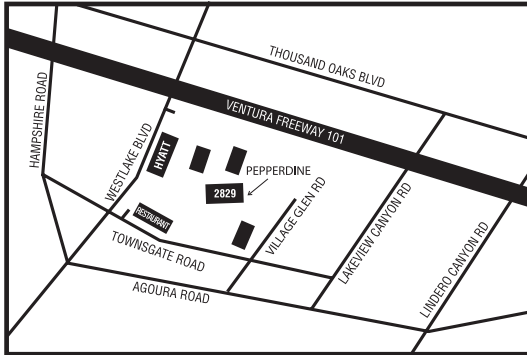 THOUSAND OAKS BLVD
HAMPSHIRE ROAD
VENTURA FREEWAY 101
WESTLAKE BLVD
HYATT
PEPPERDINE
2829
RESTAURANT
VILLAGE GLEN RD
TOWNSGATE ROAD
LAKEVIEW CANYON RD
LINDERO CANYON RD
AGOURA ROAD